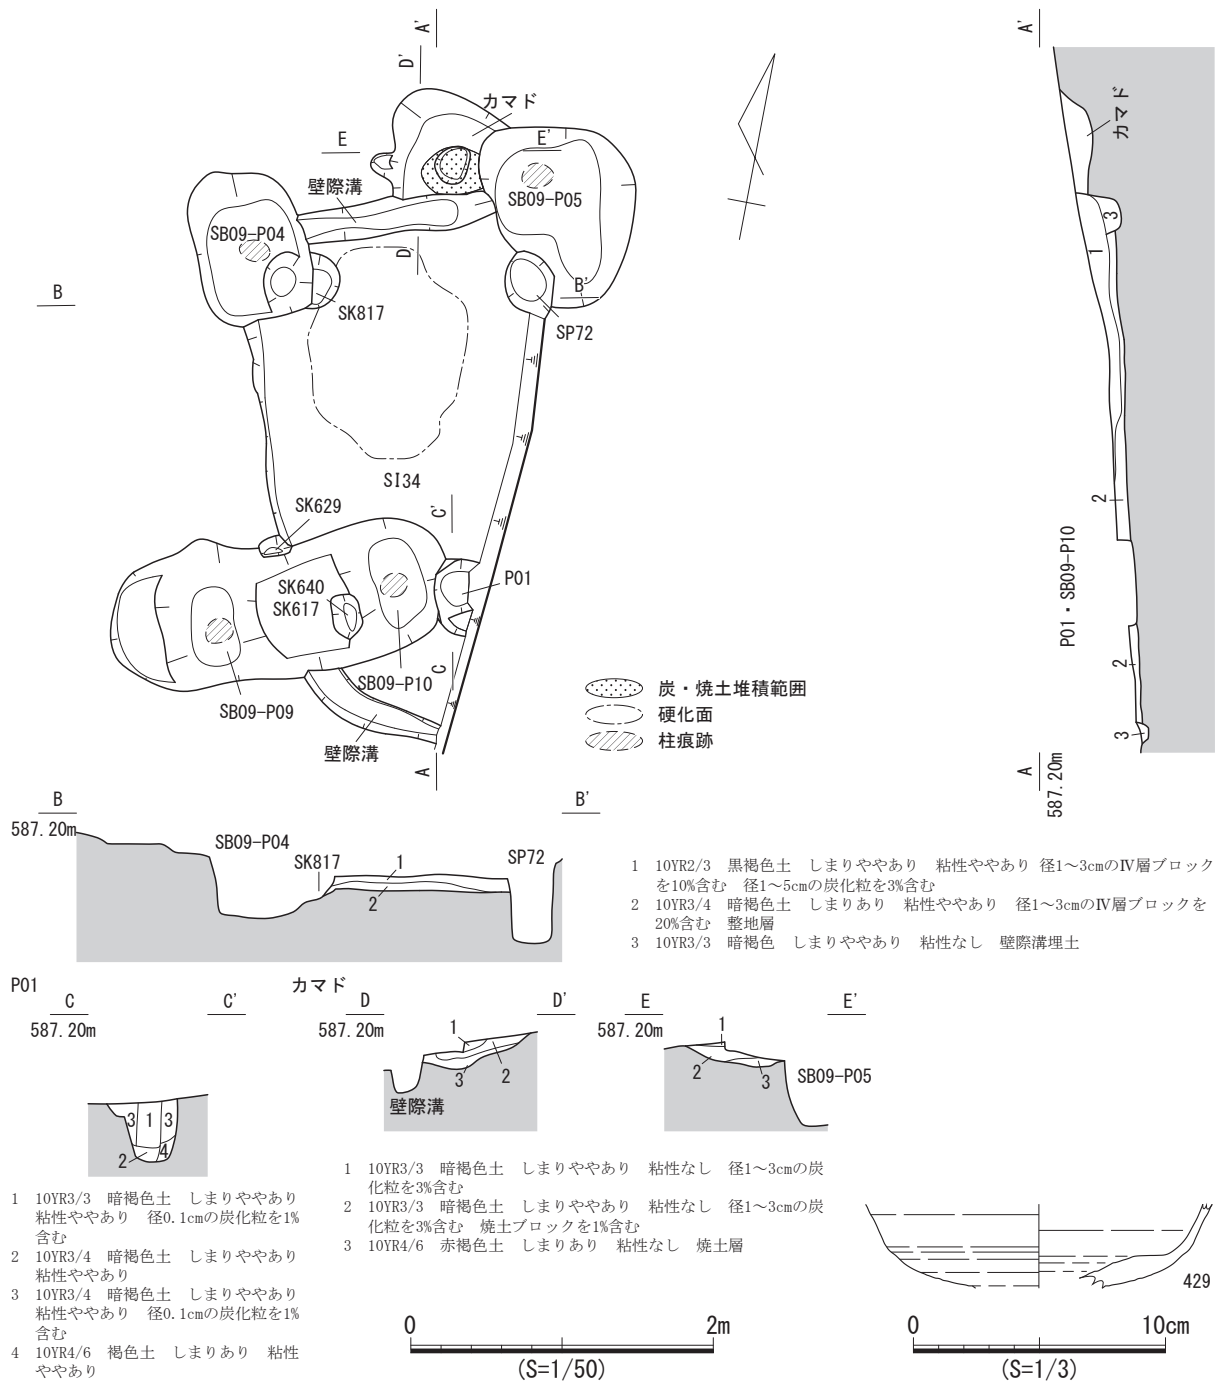 A'
D'
カマド
E
E'
壁際溝
SB09-P05
SB09-P04
D
B
B'
SK817
SP72
SI34
SK629
C'
SK640
SK617
P01
C
SB09-P10
SB09-P09
壁際溝
A
炭・焼土堆積範囲
硬化面
柱痕跡
A'
カマド
3
1
2
P01・SB09-P10
2
3
A
587.20m
B
B'
587.20m
SB09-P04
SK817
1
2
SP72
1 10YR2/3 黒褐色土 しまりややあり 粘性ややあり 径1～3cmのⅣ層ブロック
を10%含む 径1～5cmの炭化粒を3%含む
2 10YR3/4 暗褐色土 しまりあり 粘性ややあり 径1～3cmのⅣ層ブロックを
20%含む 整地層
3 10YR3/3 暗褐色 しまりややあり 粘性なし 壁際溝埋土
P01
C
C'
587.20m
3
1
3
2
4
1 10YR3/3 暗褐色土 しまりややあり
粘性ややあり 径0.1cmの炭化粒を1%
含む
2 10YR3/4 暗褐色土 しまりややあり
粘性ややあり
3 10YR3/4 暗褐色土 しまりややあり
粘性ややあり 径0.1cmの炭化粒を1%
含む
4 10YR4/6 褐色土 しまりあり 粘性
ややあり
カマド
D
D'
587.20m
1
2
3
壁際溝
E
E'
587.20m
1
2
3
SB09-P05
1 10YR3/3 暗褐色土 しまりややあり 粘性なし 径1～3cmの炭
化粒を3%含む
2 10YR3/3 暗褐色土 しまりややあり 粘性なし 径1～3cmの炭
化粒を3%含む 焼土ブロックを1%含む
3 10YR4/6 赤褐色土 しまりあり 粘性なし 焼土層
429
0 2m
(S=1/50)
0 10cm
(S=1/3)